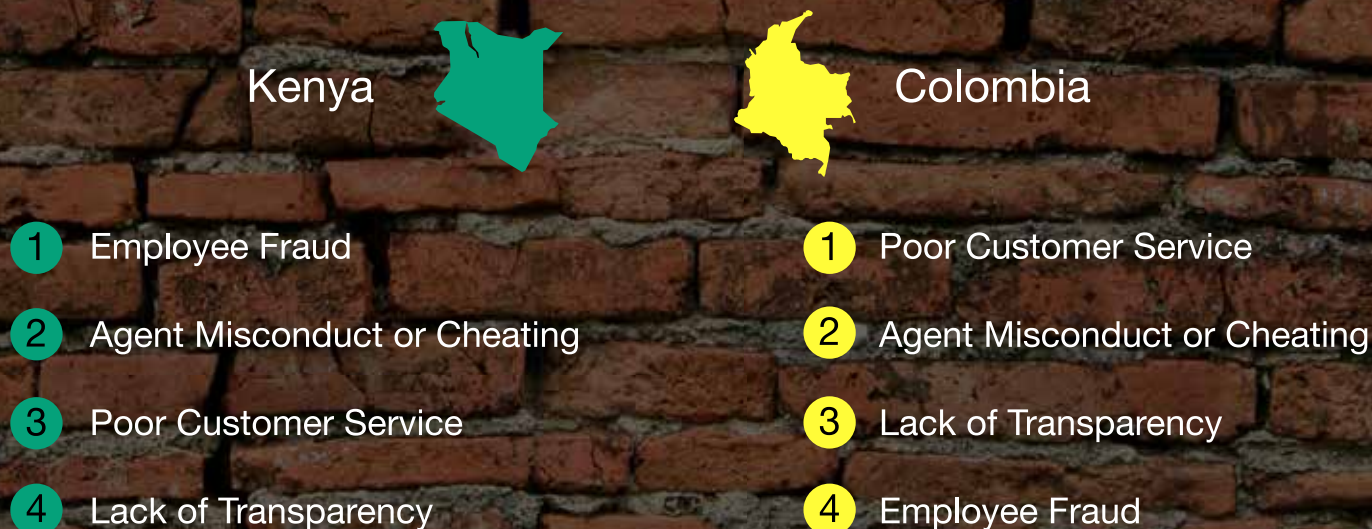 Kenya
Colombia
1 Employee Fraud
2 Agent Misconduct or Cheating
3 Poor Customer Service
4 Lack of Transparency
1 Poor Customer Service
2 Agent Misconduct or Cheating
3 Lack of Transparency
4 Employee Fraud